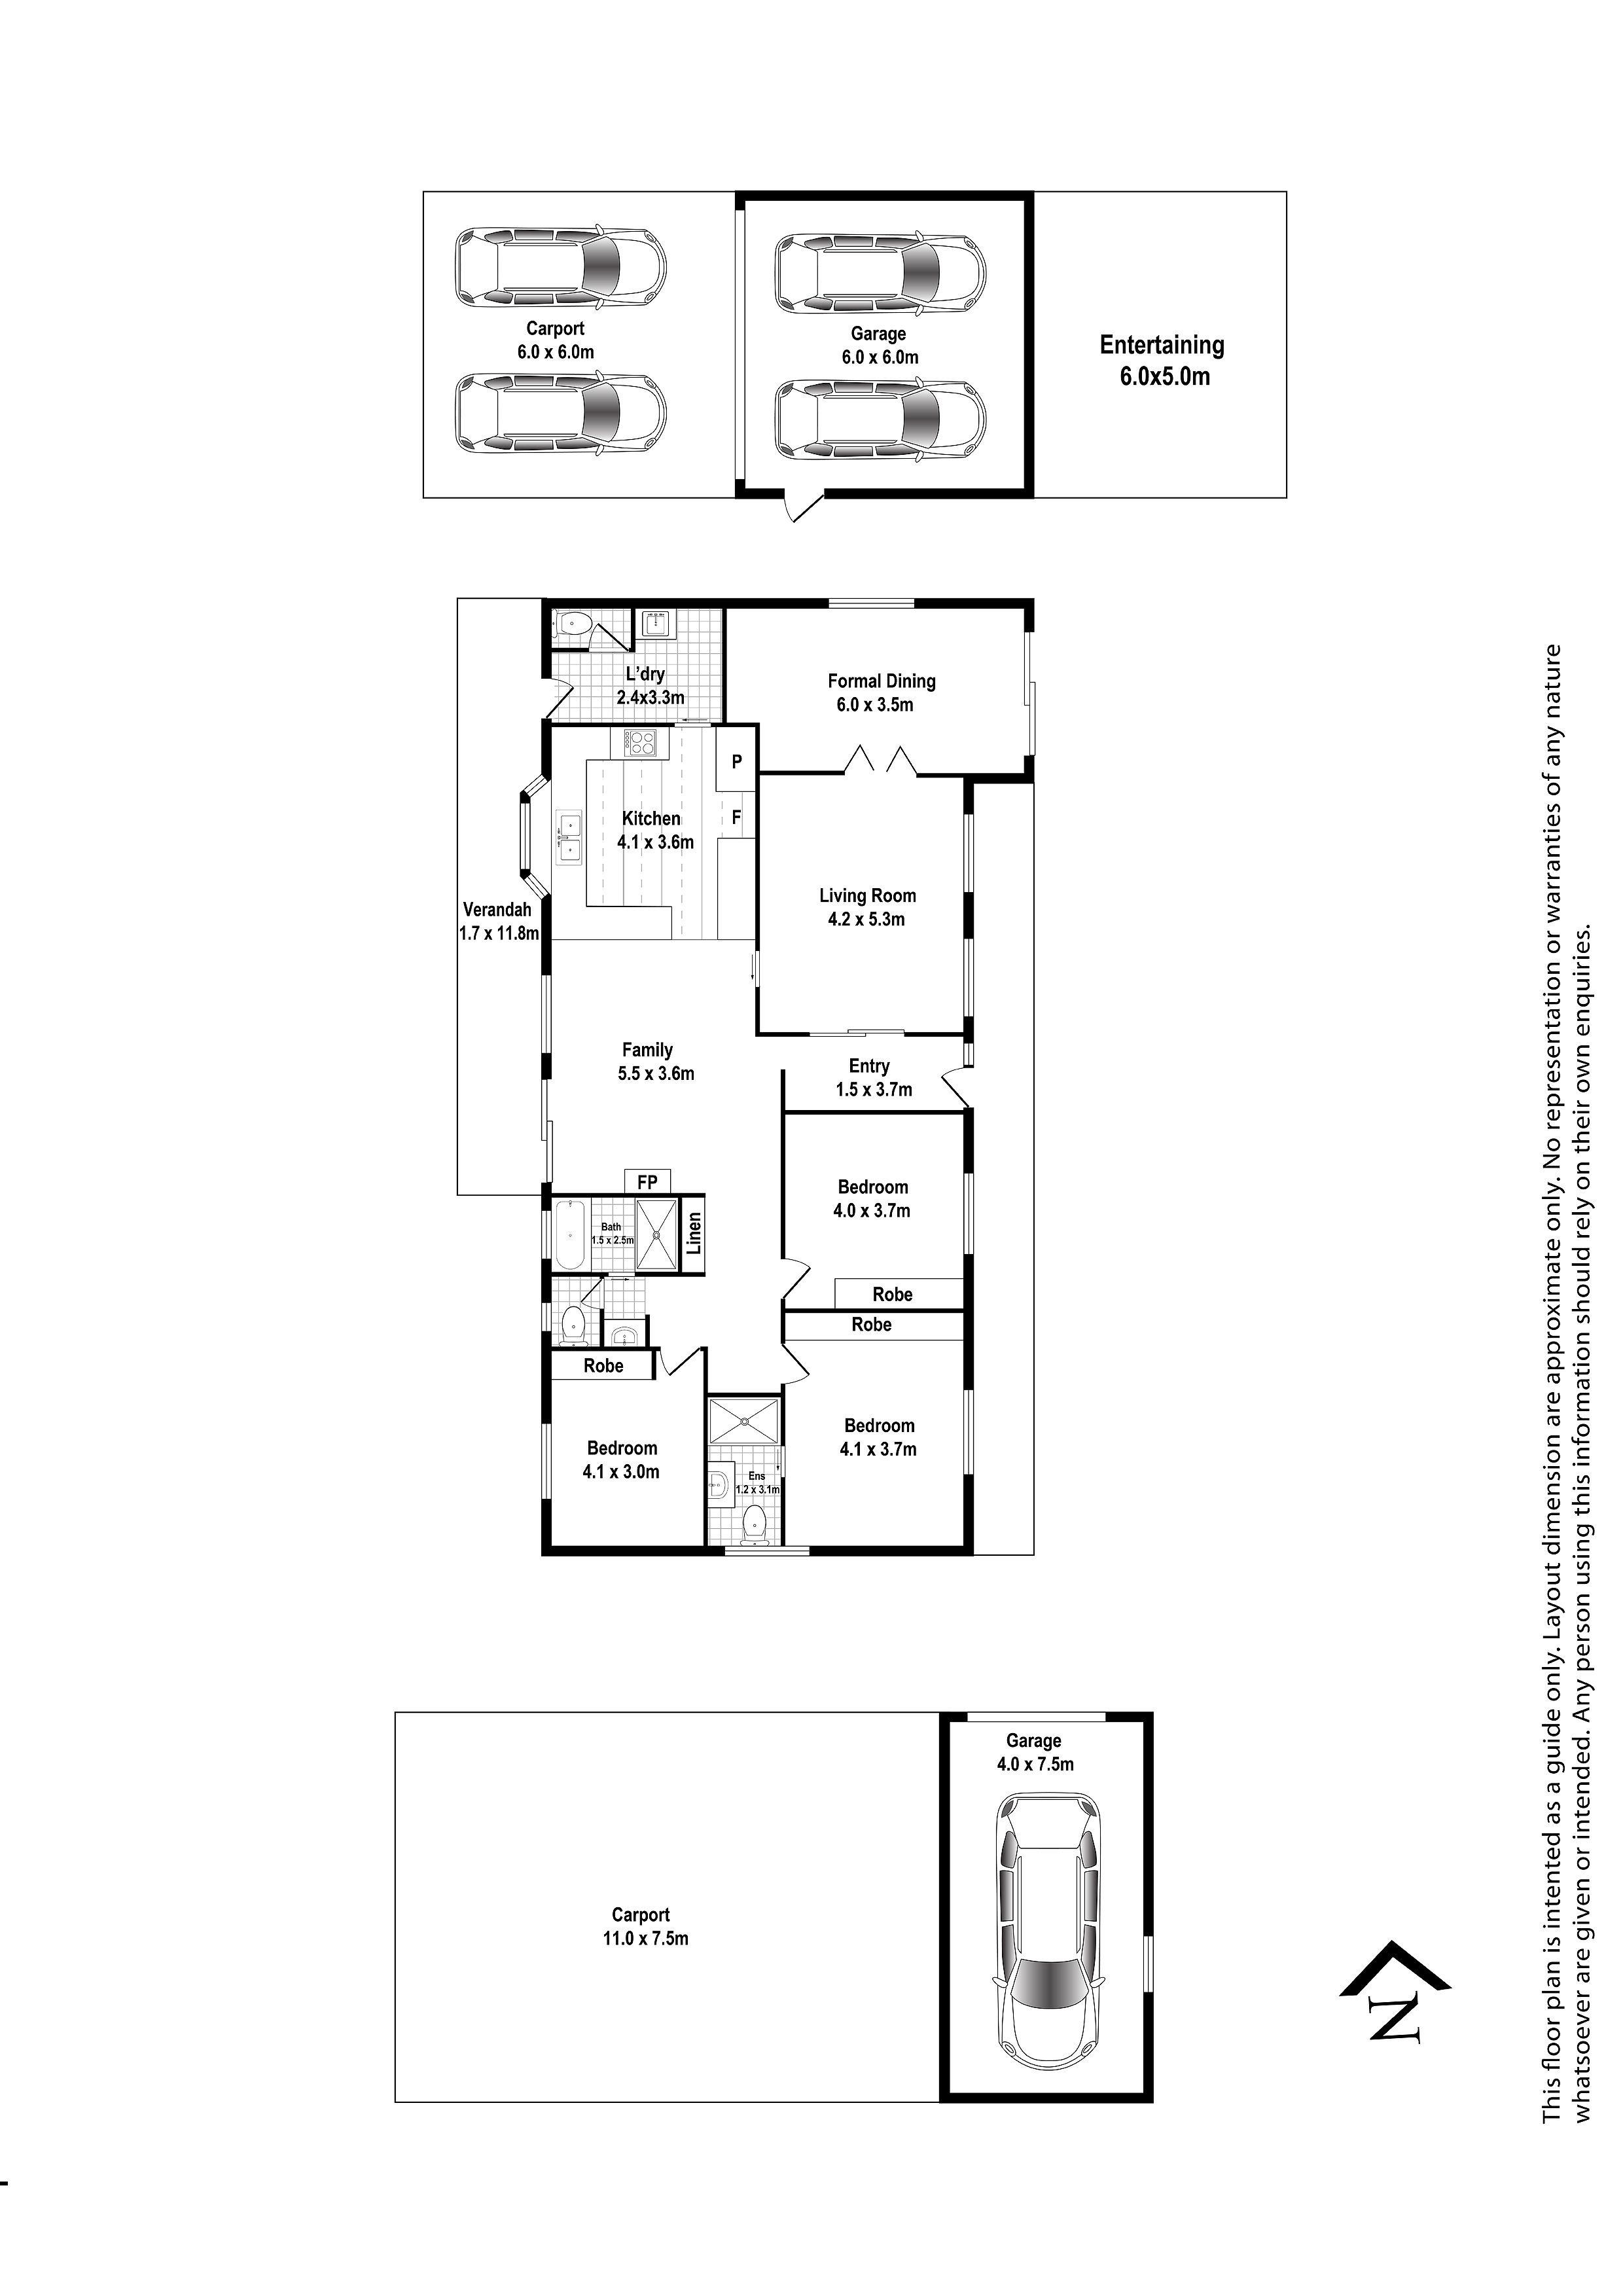 Carport
6.0 x 6.0m
Garage
6.0 x 6.0m
Entertaining
6.0x5.0m
L'dry
2.4x3.3m
Formal Dining
6.0 x 3.5m
P
F
Kitchen
4.1 x 3.6m
Living Room
4.2 x 5.3m
Verandah
1.7 x 11.8m
Family
5.5 x 3.6m
Entry
1.5 x 3.7m
FP
Bath
1.5 x 2.5m
Linen
Bedroom
4.0 x 3.7m
Robe
Robe
Robe
Bedroom
4.1 x 3.0m
Ens
1.2 x 3.1m
Bedroom
4.1 x 3.7m
Garage
4.0 x 7.5m
Carport
11.0 x 7.5m
N
This floor plan is intented as a guide only. Layout dimension are approximate only. No representation or warranties of any nature
whatsoever are given or intended. Any person using this information should rely on their own enquiries.